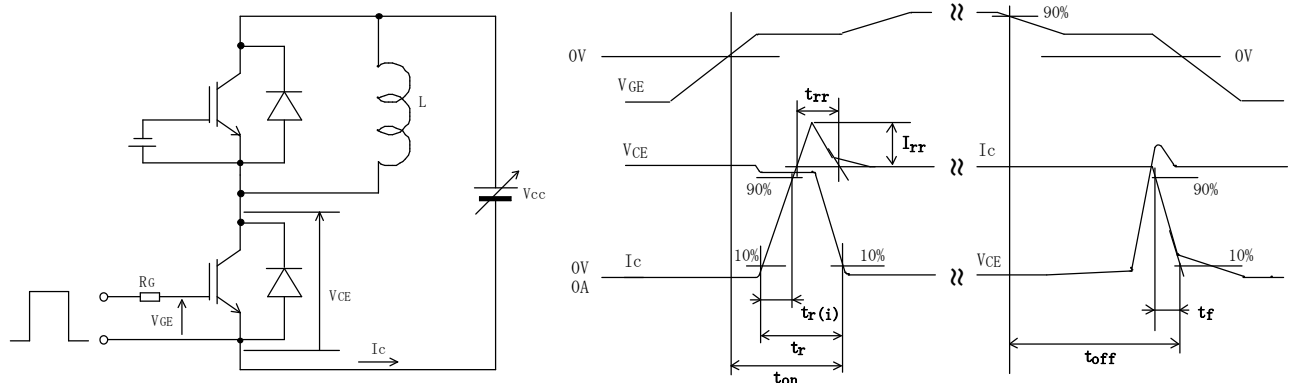 L
Vcc
RG
VGE
VCE
Ic
0V
VGE
VCE
Ic
0V
0A
trr
Irr
90%
10%
10%
tr(i)
tr
ton
90%
0V
Ic
90%
VCE
10%
tf
toff